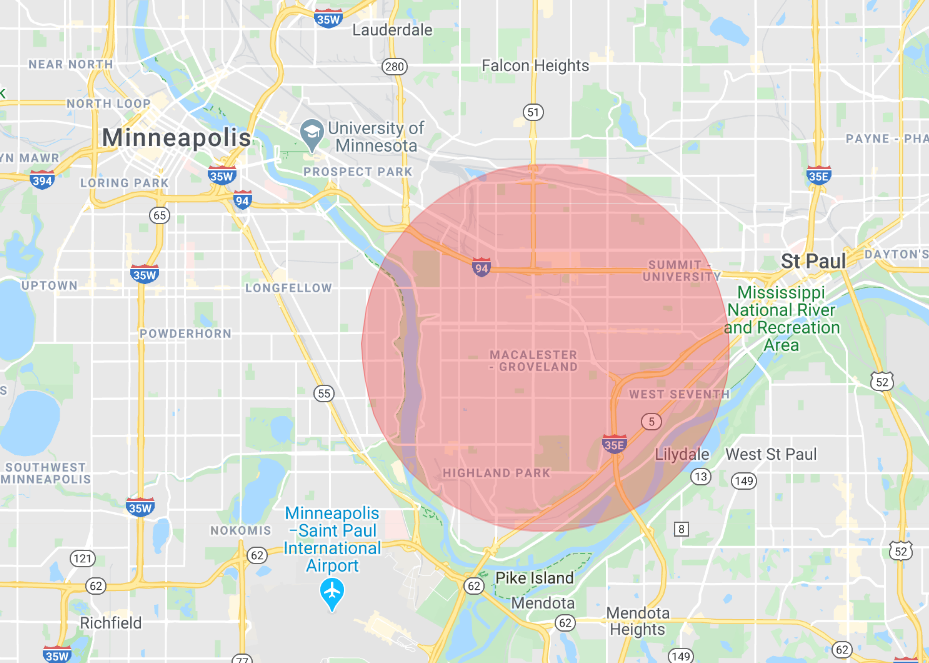 35W
Lauderdale
NEAR NORTH
280
Falcon Heights
k
NORTH LOOP
51
Minneapolis
University of
Minnesota
PAYNE - PHA
YN MAWR
394
LORING PARK
35W
PROSPECT PARK
35E
94
65
St Paul
DAYTON'S
35W
94
SUMMIT -
UNIVERSITY
UPTOWN
LONGFELLOW
Mississippi
National River
and Recreation
Area
POWDERHORN
MACALESTER
- GROVELAND
52
55
WEST SEVENTH
5
35E
Lilydale
West St Paul
SOUTHWEST
MINNEAPOLIS
HIGHLAND PARK
13
149
35W
Minneapolis
–Saint Paul
International
Airport
NOKOMIS
8
121
62
52
62
62
Pike Island
Mendota
Richfield
62
Mendota
Heights
35W
77
149
62